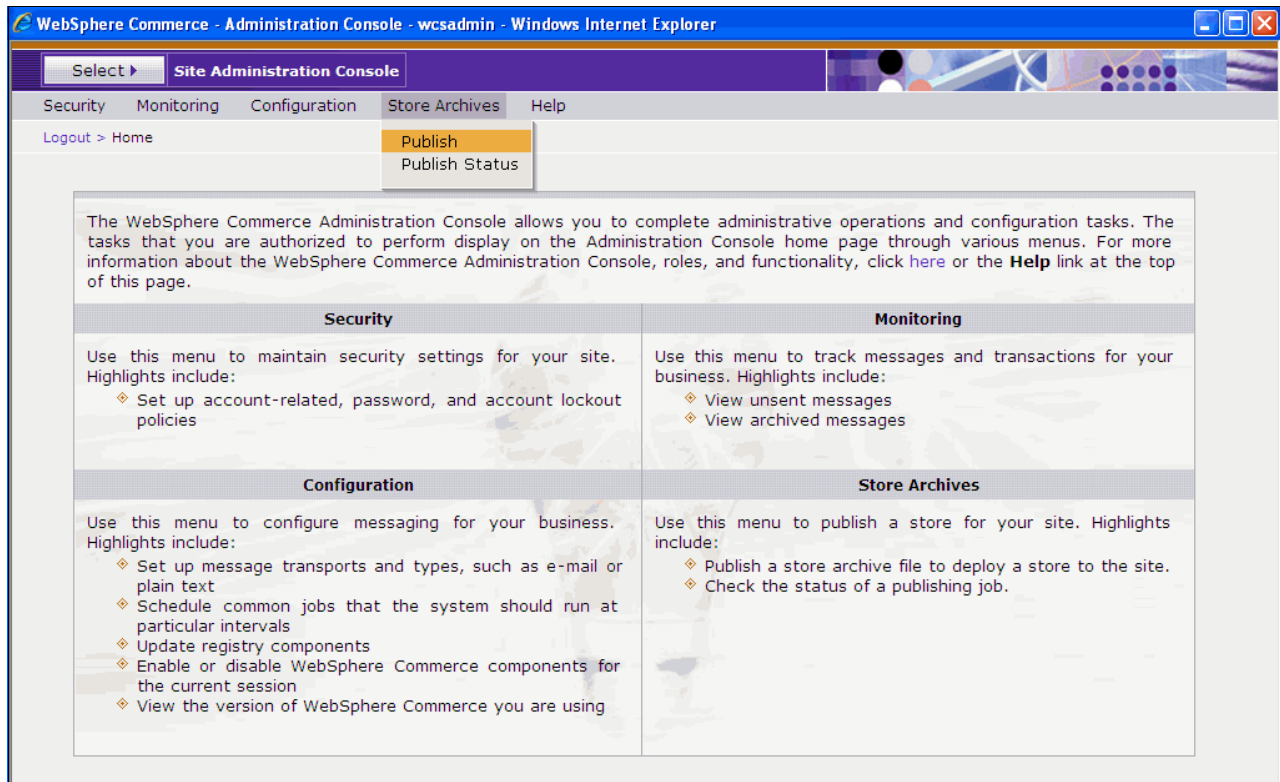 WebSphere Commerce - Administration Console - wcsadmin - Windows Internet Explorer
Select
Site Administration Console
Security Monitoring Configuration Store Archives Help
Logout > Home
Publish
Publish Status
The WebSphere Commerce Administration Console allows you to complete administrative operations and configuration tasks. The
tasks that you are authorized to perform display on the Administration Console home page through various menus. For more
information about the WebSphere Commerce Administration Console, roles, and functionality, click here or the Help link at the top
of this page.
Security
Use this menu to maintain security settings for your site.
Highlights include:
Set up account-related, password, and account lockout
policies
Monitoring
Use this menu to track messages and transactions for your
business. Highlights include:
View unsent messages
View archived messages
Configuration
Use this menu to configure messaging for your business.
Highlights include:
Set up message transports and types, such as e-mail or
plain text
Schedule common jobs that the system should run at
particular intervals
Update registry components
Enable or disable WebSphere Commerce components for
the current session
View the version of WebSphere Commerce you are using
Store Archives
Use this menu to publish a store for your site. Highlights
include:
Publish a store archive file to deploy a store to the site.
Check the status of a publishing job.